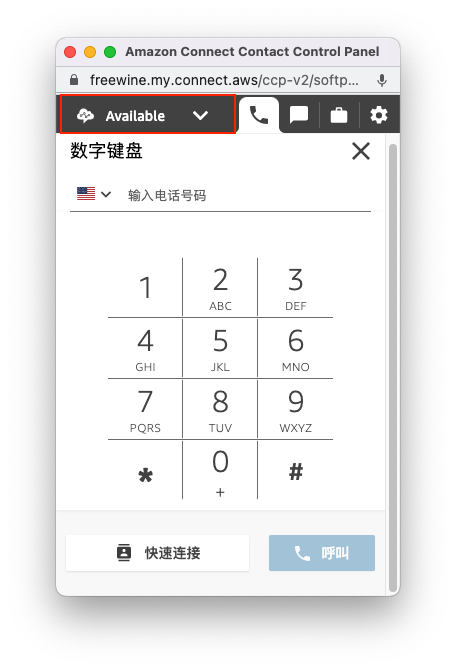 Amazon Connect Contact Control Panel
freewine.my.connect.aws/ccp-v2/softp...
Available
数字键盘
输入电话号码
1 2 3
ABC DEF
4 5 6
GHI JKL MNO
7 8 9
PQRS TUV WXYZ
* 0 #
+
快速连接 呼叫